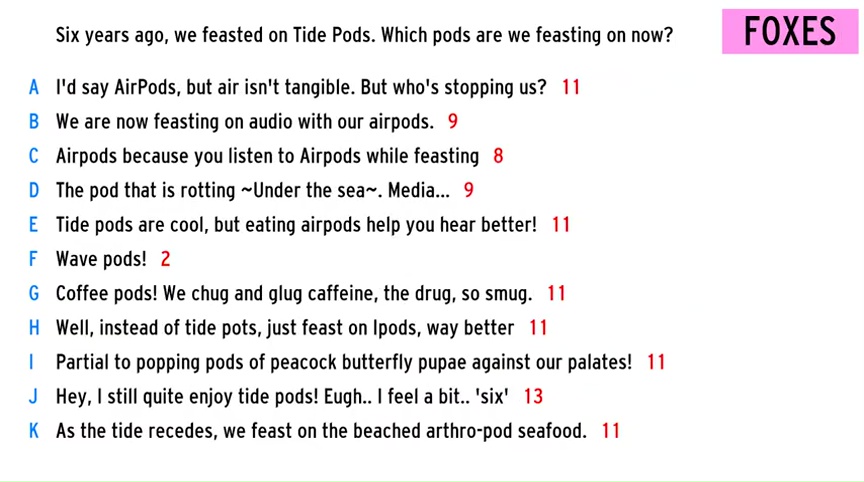 Six years ago, we feasted on Tide Pods. Which pods are we feasting on now?
FOXES
A I'd say AirPods, but air isn't tangible. But who's stopping us? 11
B We are now feasting on audio with our airpods. 9
C Airpods because you listen to Airpods while feasting 8
D The pod that is rotting ~Under the sea~. Media... 9
E Tide pods are cool, but eating airpods help you hear better! 11
F Wave pods! 2
G Coffee pods! We chug and glug caffeine, the drug, so smug. 11
H Well, instead of tide pots, just feast on Ipods, way better 11
I Partial to popping pods of peacock butterfly pupae against our palates! 11
J Hey, I still quite enjoy tide pods! Eugh.. I feel a bit.. 'six' 13
K As the tide recedes, we feast on the beached arthro-pod seafood. 11